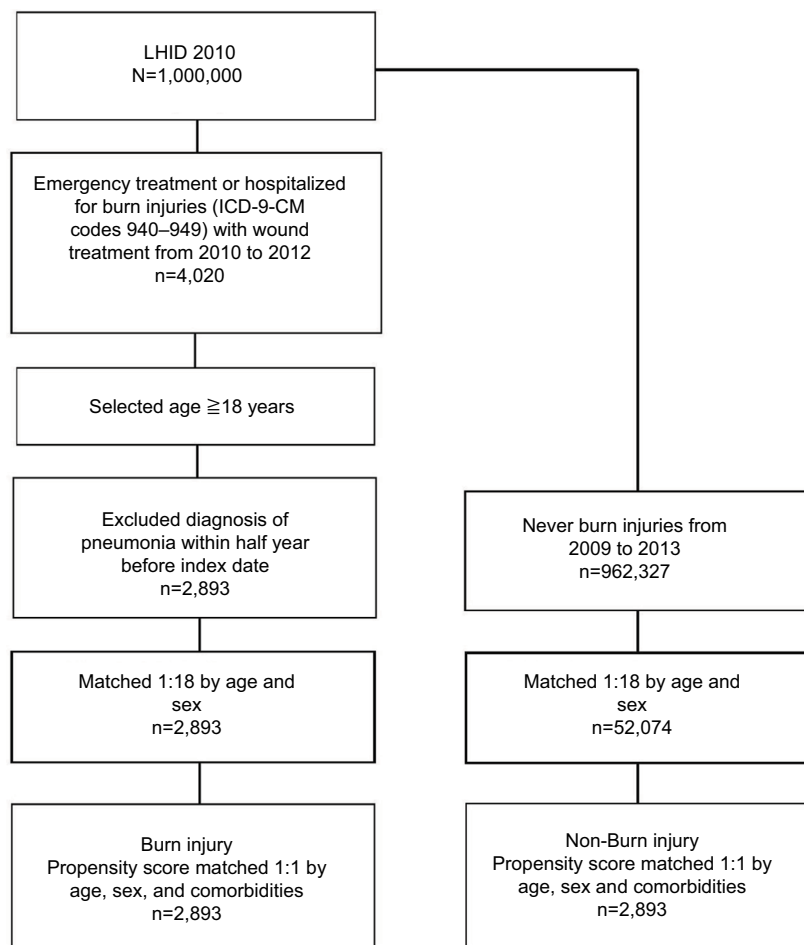 LHID 2010
N=1,000,000
Emergency treatment or hospitalized
for burn injuries (ICD-9-CM
codes 940–949) with wound
treatment from 2010 to 2012
n=4,020
Selected age ≧18 years
Excluded diagnosis of
pneumonia within half year
before index date
n=2,893
Never burn injuries from
2009 to 2013
n=962,327
Matched 1:18 by age and
sex
n=2,893
Matched 1:18 by age and
sex
n=52,074
Burn injury
Propensity score matched 1:1 by
age, sex, and comorbidities
n=2,893
Non-Burn injury
Propensity score matched 1:1 by
age, sex and comorbidities
n=2,893